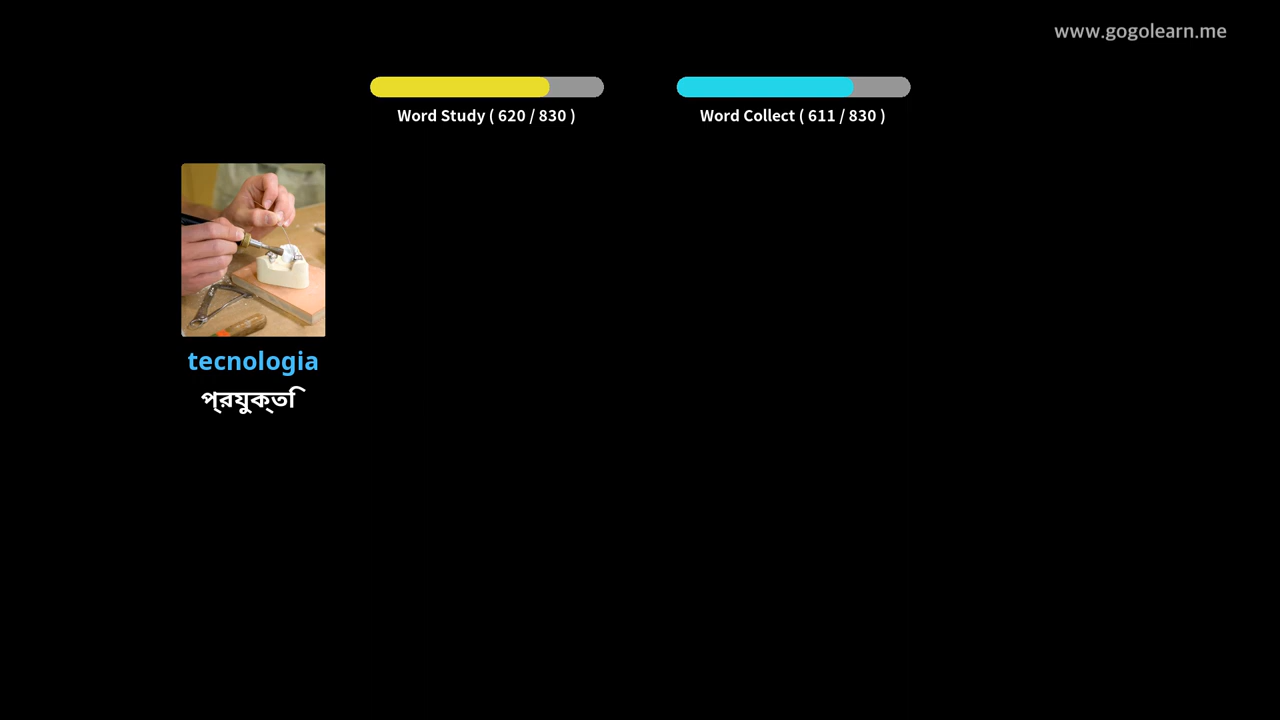 www.gogolearn.me
Word Study ( 620 / 830 )
Word Collect ( 611 / 830 )
tecnologia
প্রযুক্তি